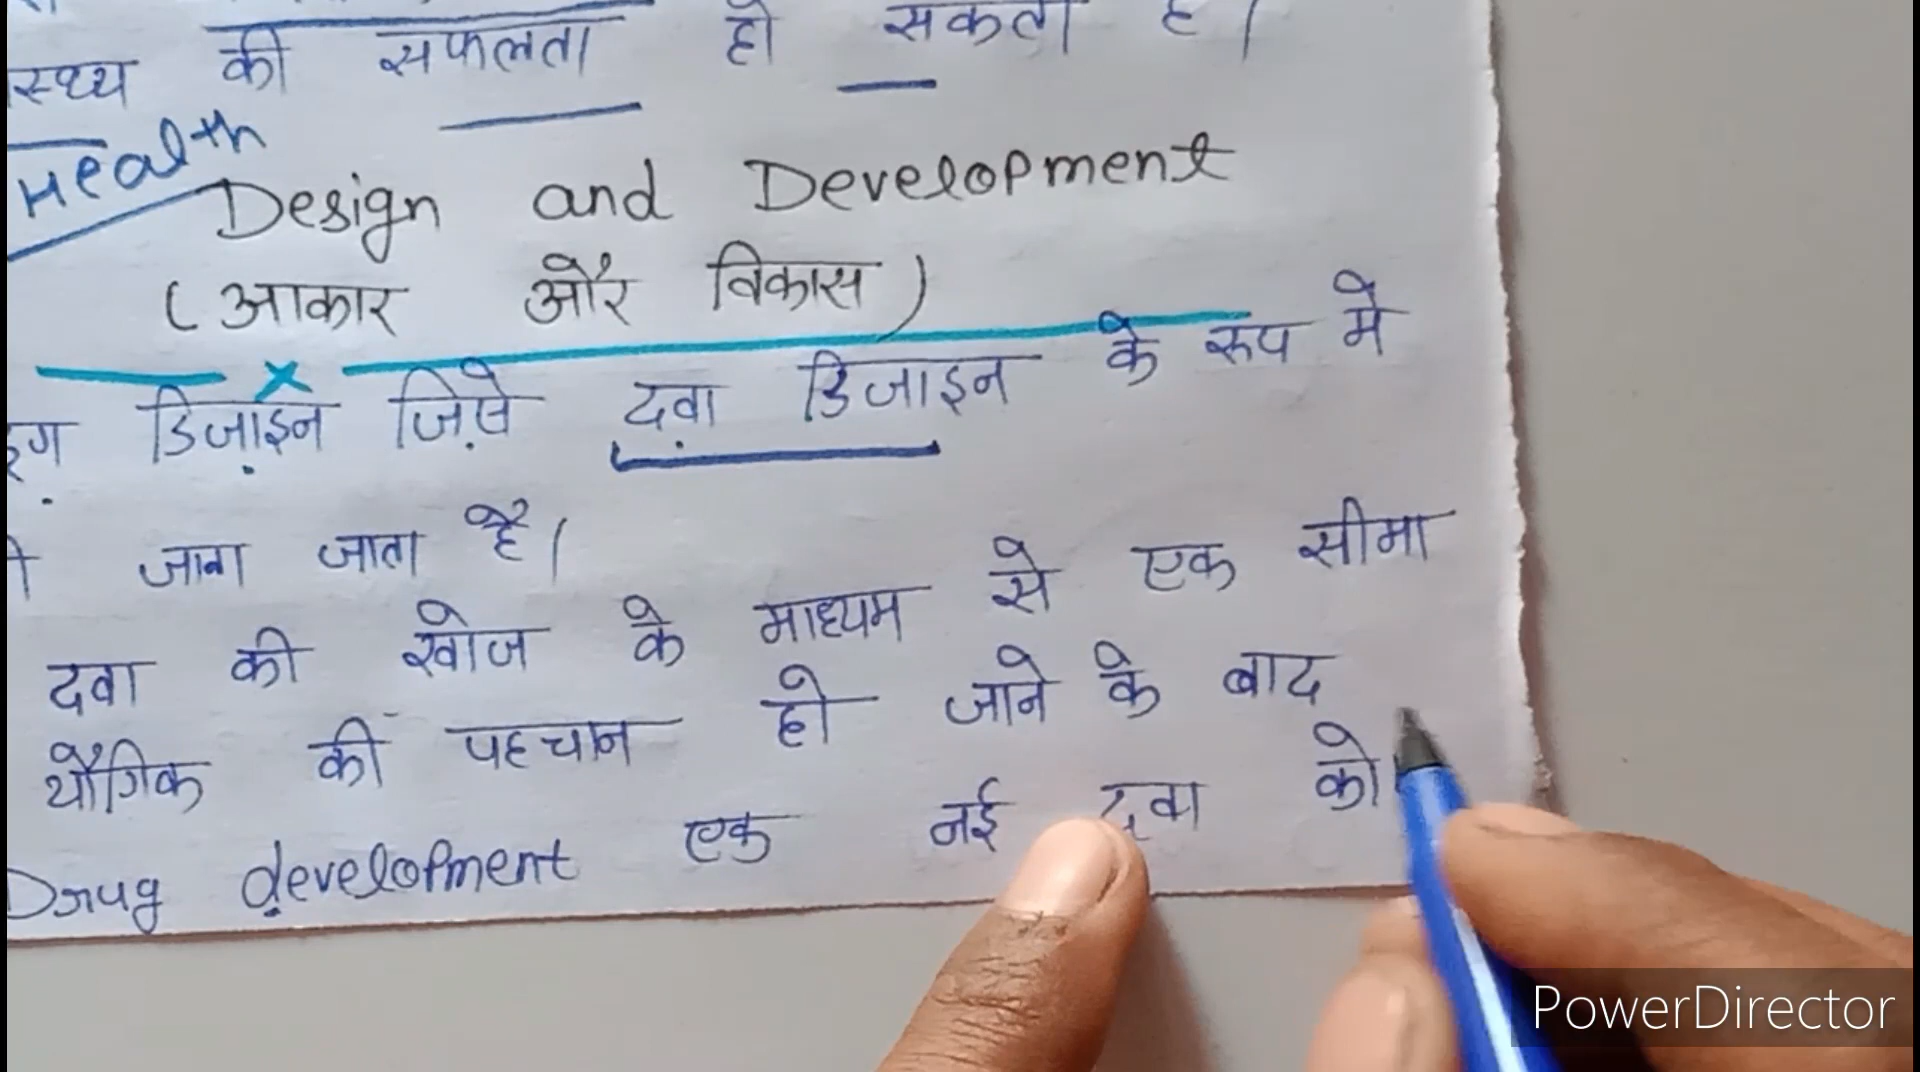 की सफलता हो सकता है।
Health
Design and Development
(आकार और विकास)
डिजाइन जिसे दवा डिजाइन के रूप मे
जाना जाता है।
दवा की खोज के माध्यम से एक सीमा
यौगिक की पहचान हो जाने के बाद
Drug development एक नई दवा को
PowerDirector